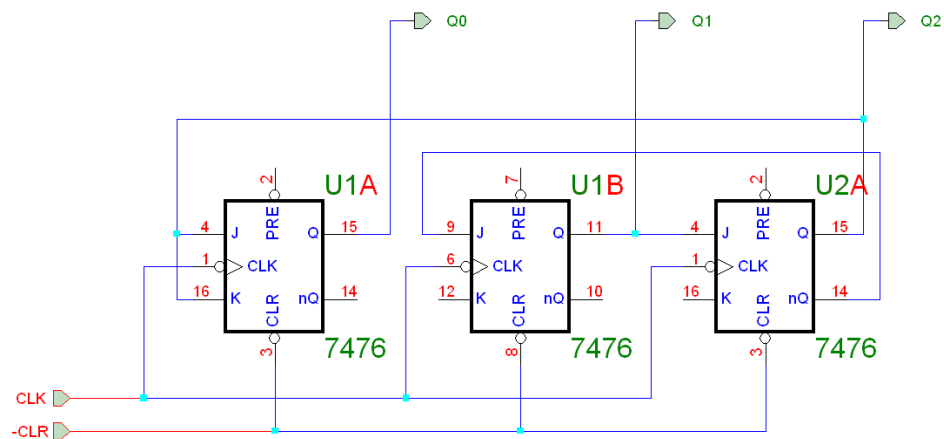 Q0 Q1 Q2
2 U1A 7 U1B 2 U2A
4 J PRE Q 15 9 J PRE Q 11 4 J PRE Q 15
1 CLK 6 CLK 1 CLK
16 K CLR nQ 14 12 K CLR nQ 10 16 K CLR nQ 14
3 7476 8 7476 3 7476
CLK
-CLR